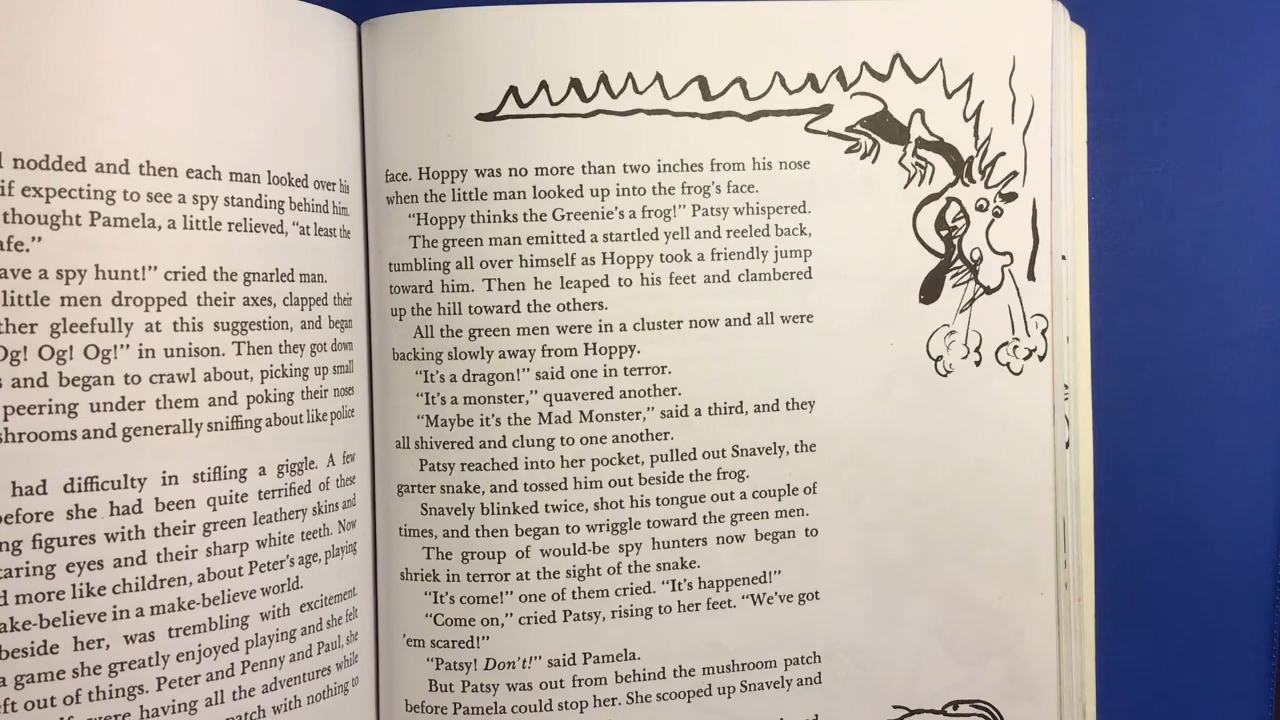 nodded and then each man looked over his
if expecting to see a spy standing behind him.
thought Pamela, a little relieved, “at least the
afe.”
ave a spy hunt!” cried the gnarled man.
little men dropped their axes, clapped their
ther gleefully at this suggestion, and began
Og! Og! Og!” in unison. Then they got down
and began to crawl about, picking up small
peering under them and poking their noses
shrooms and generally sniffing about like police
had difficulty in stifling a giggle. A few
before she had been quite terrified of these
ng figures with their green leathery skins and
taring eyes and their sharp white teeth. Now
d more like children, about Peter’s age, playing
ake-believe in a make-believe world.
beside her, was trembling with excitement.
a game she greatly enjoyed playing and she felt
eft out of things. Peter and Penny and Paul, she
were having all the adventures while
patch with nothing to
face. Hoppy was no more than two inches from his nose
when the little man looked up into the frog’s face.
“Hoppy thinks the Greenie’s a frog!” Patsy whispered.
The green man emitted a startled yell and reeled back,
tumbling all over himself as Hoppy took a friendly jump
toward him. Then he leaped to his feet and clambered
up the hill toward the others.
All the green men were in a cluster now and all were
backing slowly away from Hoppy.
“It’s a dragon!” said one in terror.
“It’s a monster,” quavered another.
“Maybe it’s the Mad Monster,” said a third, and they
all shivered and clung to one another.
Patsy reached into her pocket, pulled out Snavely, the
garter snake, and tossed him out beside the frog.
Snavely blinked twice, shot his tongue out a couple of
times, and then began to wriggle toward the green men.
The group of would-be spy hunters now began to
shriek in terror at the sight of the snake.
“It’s come!” one of them cried. “It’s happened!”
“Come on,” cried Patsy, rising to her feet. “We’ve got
’em scared!”
“Patsy! Don’t!” said Pamela.
But Patsy was out from behind the mushroom patch
before Pamela could stop her. She scooped up Snavely and